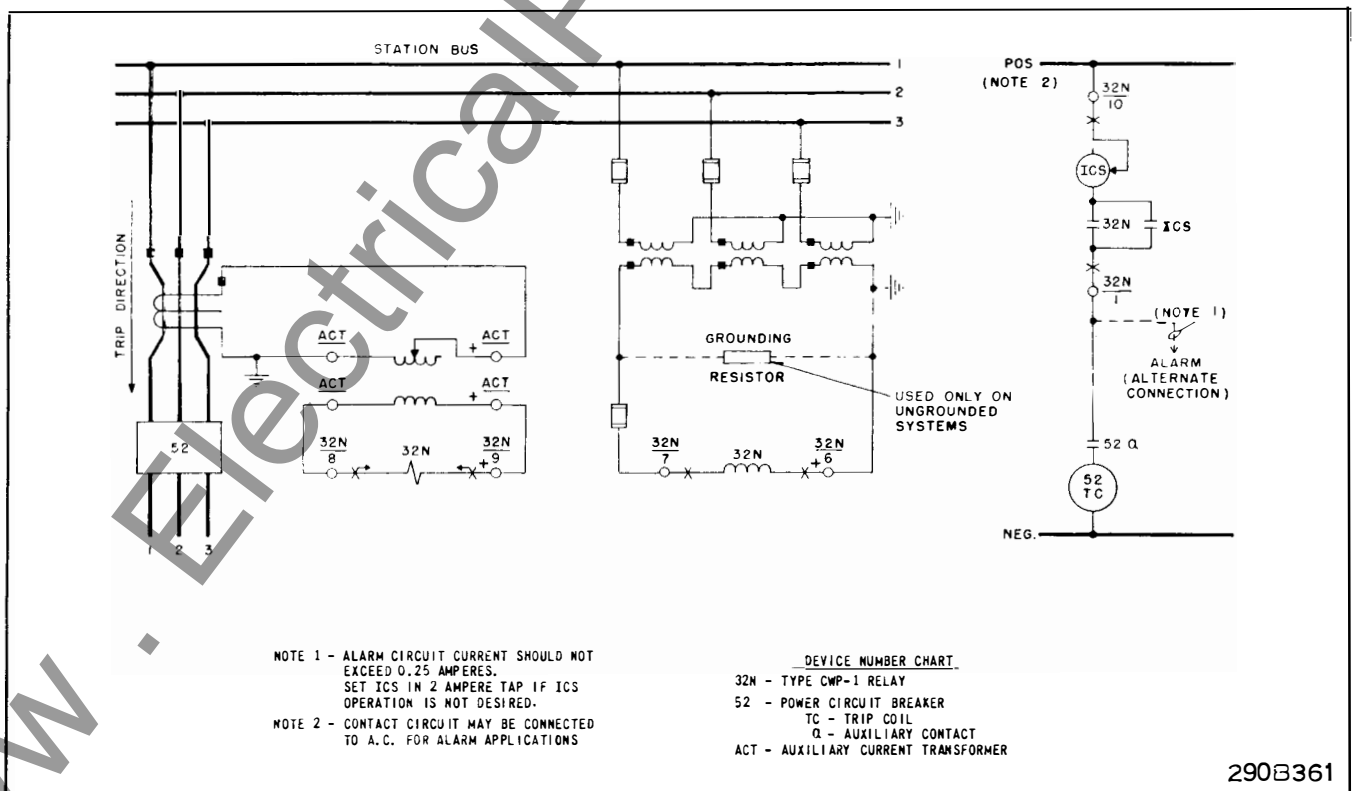 STATION BUS
1
2
3
TRIP DIRECTION
ACT
+ ACT
ACT
+ ACT
52
32N
8
32N
32N
+ 9
1 2 3
GROUNDING
RESISTOR
USED ONLY ON
UNGROUNDED
SYSTEMS
32N
7
32N
32N
+ 6
POS
(NOTE 2)
32N
10
ICS
32N
ICS
32N
1
(NOTE 1)
ALARM
(ALTERNATE
CONNECTION)
52 a
52
TC
NEG.
NOTE 1 - ALARM CIRCUIT CURRENT SHOULD NOT
EXCEED 0.25 AMPERES.
SET ICS IN 2 AMPERE TAP IF ICS
OPERATION IS NOT DESIRED.
NOTE 2 - CONTACT CIRCUIT MAY BE CONNECTED
TO A.C. FOR ALARM APPLICATIONS
DEVICE NUMBER CHART
32N - TYPE CWP-1 RELAY
52 - POWER CIRCUIT BREAKER
TC - TRIP COIL
a - AUXILIARY CONTACT
ACT - AUXILIARY CURRENT TRANSFORMER
290B361
w . Electrical